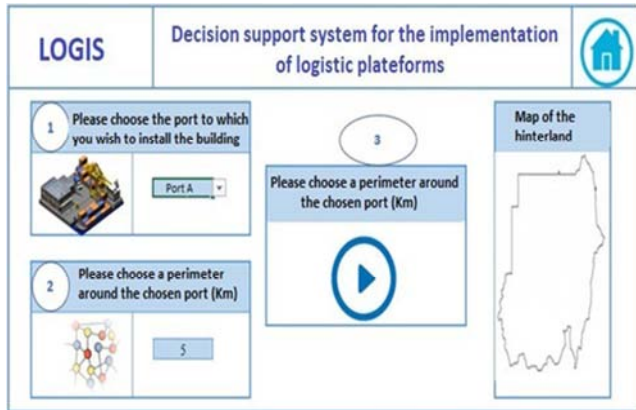 LOGIS
Decision support system for the implementation
of logistic plateforms
1
Please choose the port to which
you wish to install the building
Port A
2
Please choose a perimeter
around the chosen port (Km)
5
3
Please choose a perimeter around
the chosen port (Km)
Map of the
hinterland